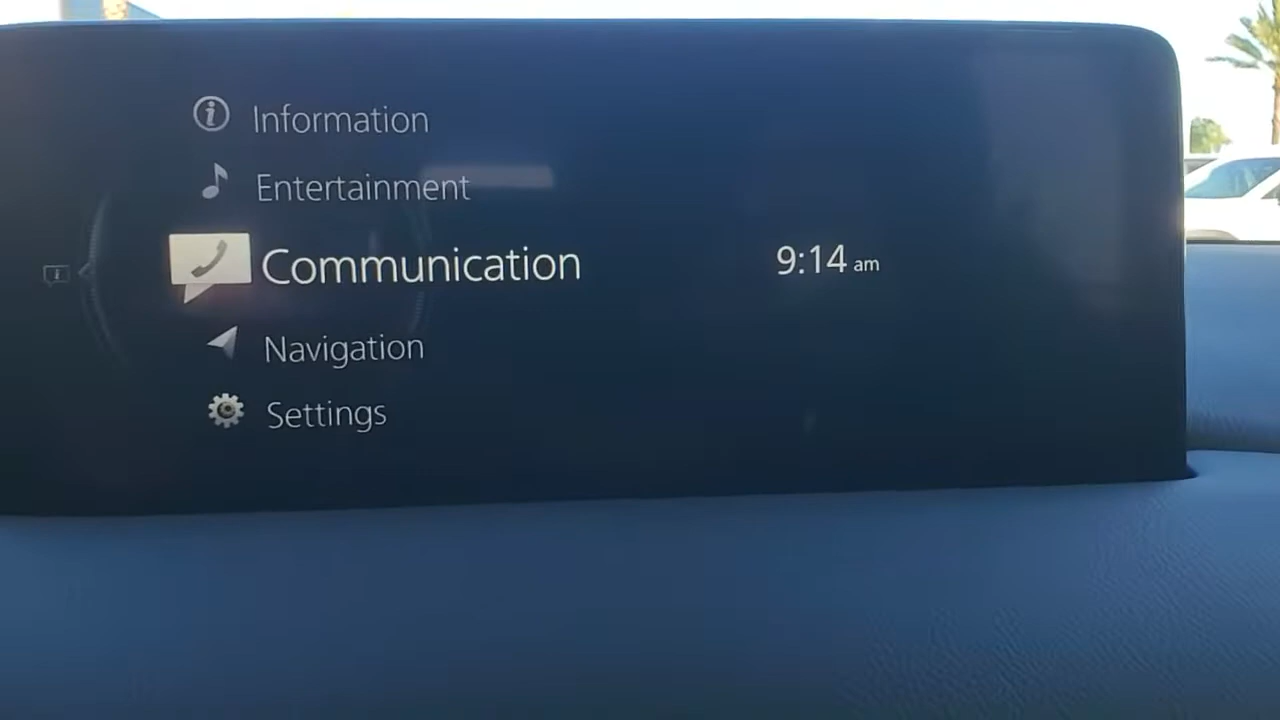 Information
Entertainment
Communication
9:14 am
Navigation
Settings